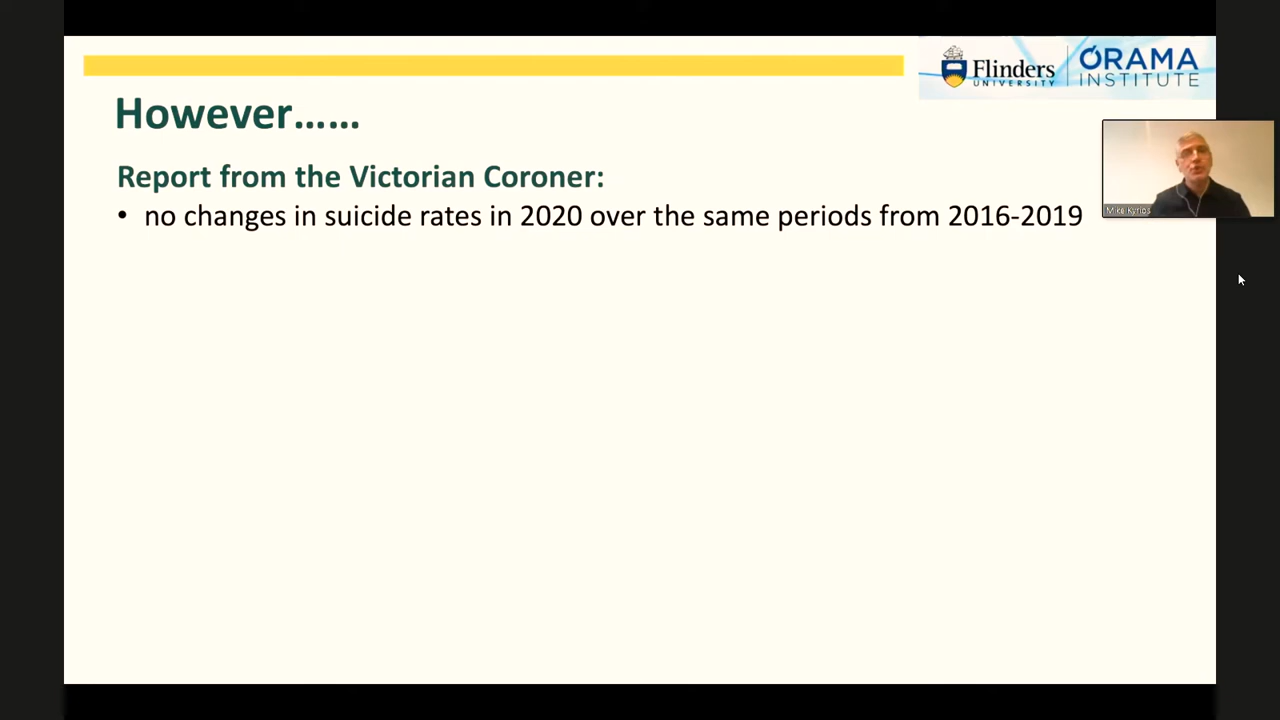 Flinders
UNIVERSITY
ÓRAMA
INSTITUTE
However……
Report from the Victorian Coroner:
• no changes in suicide rates in 2020 over the same periods from 2016-2019
Mike Kyrios